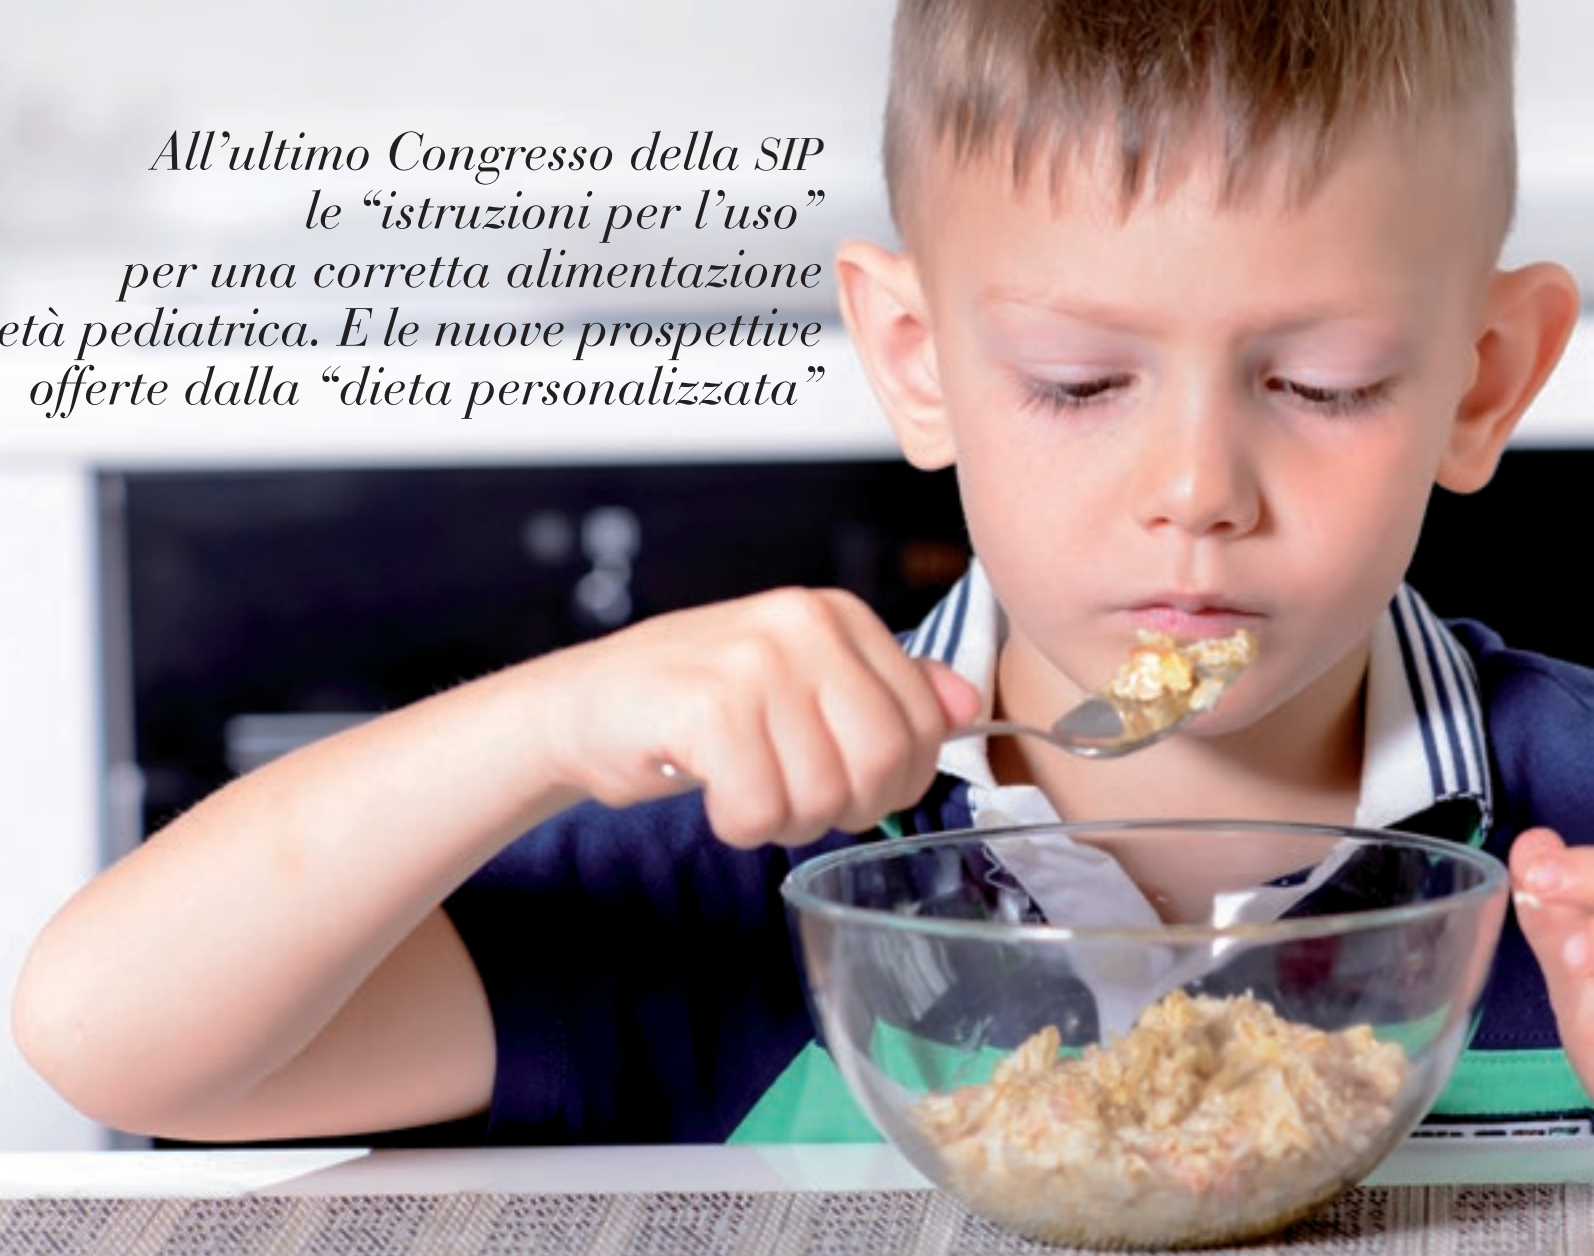 All’ultimo Congresso della SIP
le “istruzioni per l’uso”
per una corretta alimentazione
età pediatrica. E le nuove prospettive
offerte dalla “dieta personalizzata”